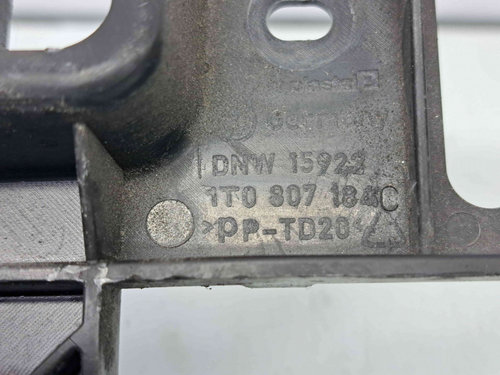 Germany
DNW 15922
1T0 807 184C
>PP-TD20<